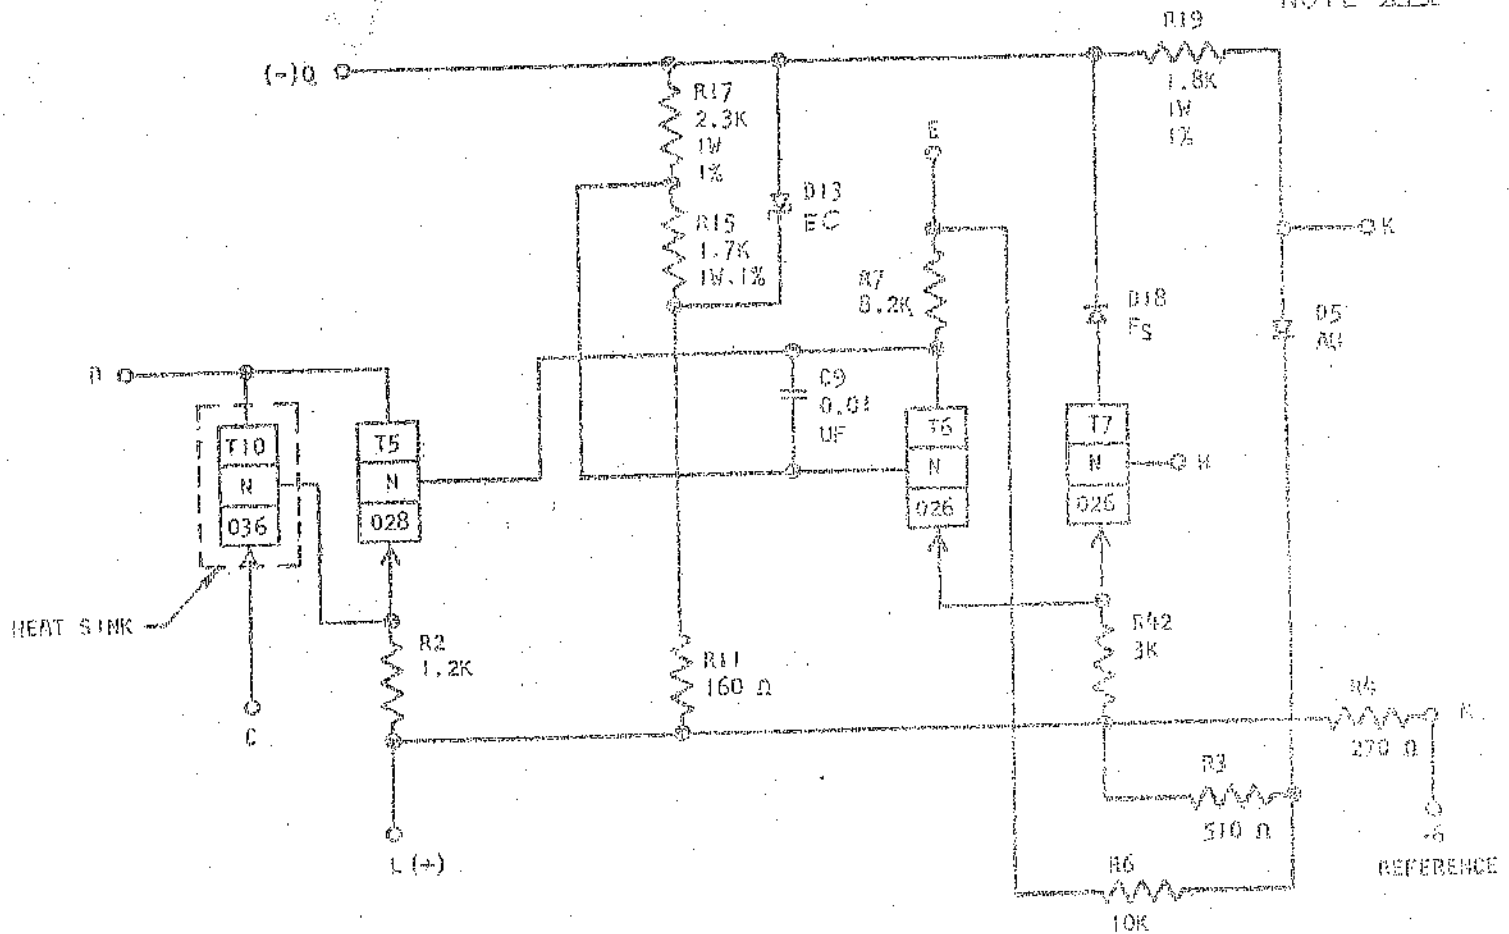 NOTE
R19
(-)Q
1.8K
1W
1%
R17
2.3K
1W
1%
E
D13
EC
R15
1.7K
1W.1%
K
R7
8.2K
D18
FS
D5
C9
0.01
UF
T10
N
036
T5
N
028
T6
N
026
T7
N
026
HEAT SINK
R2
1.2K
R11
160 Ω
R42
3K
R4
270 Ω
C
R3
510 Ω
L (+)
-6
REFERENCE
R6
10K